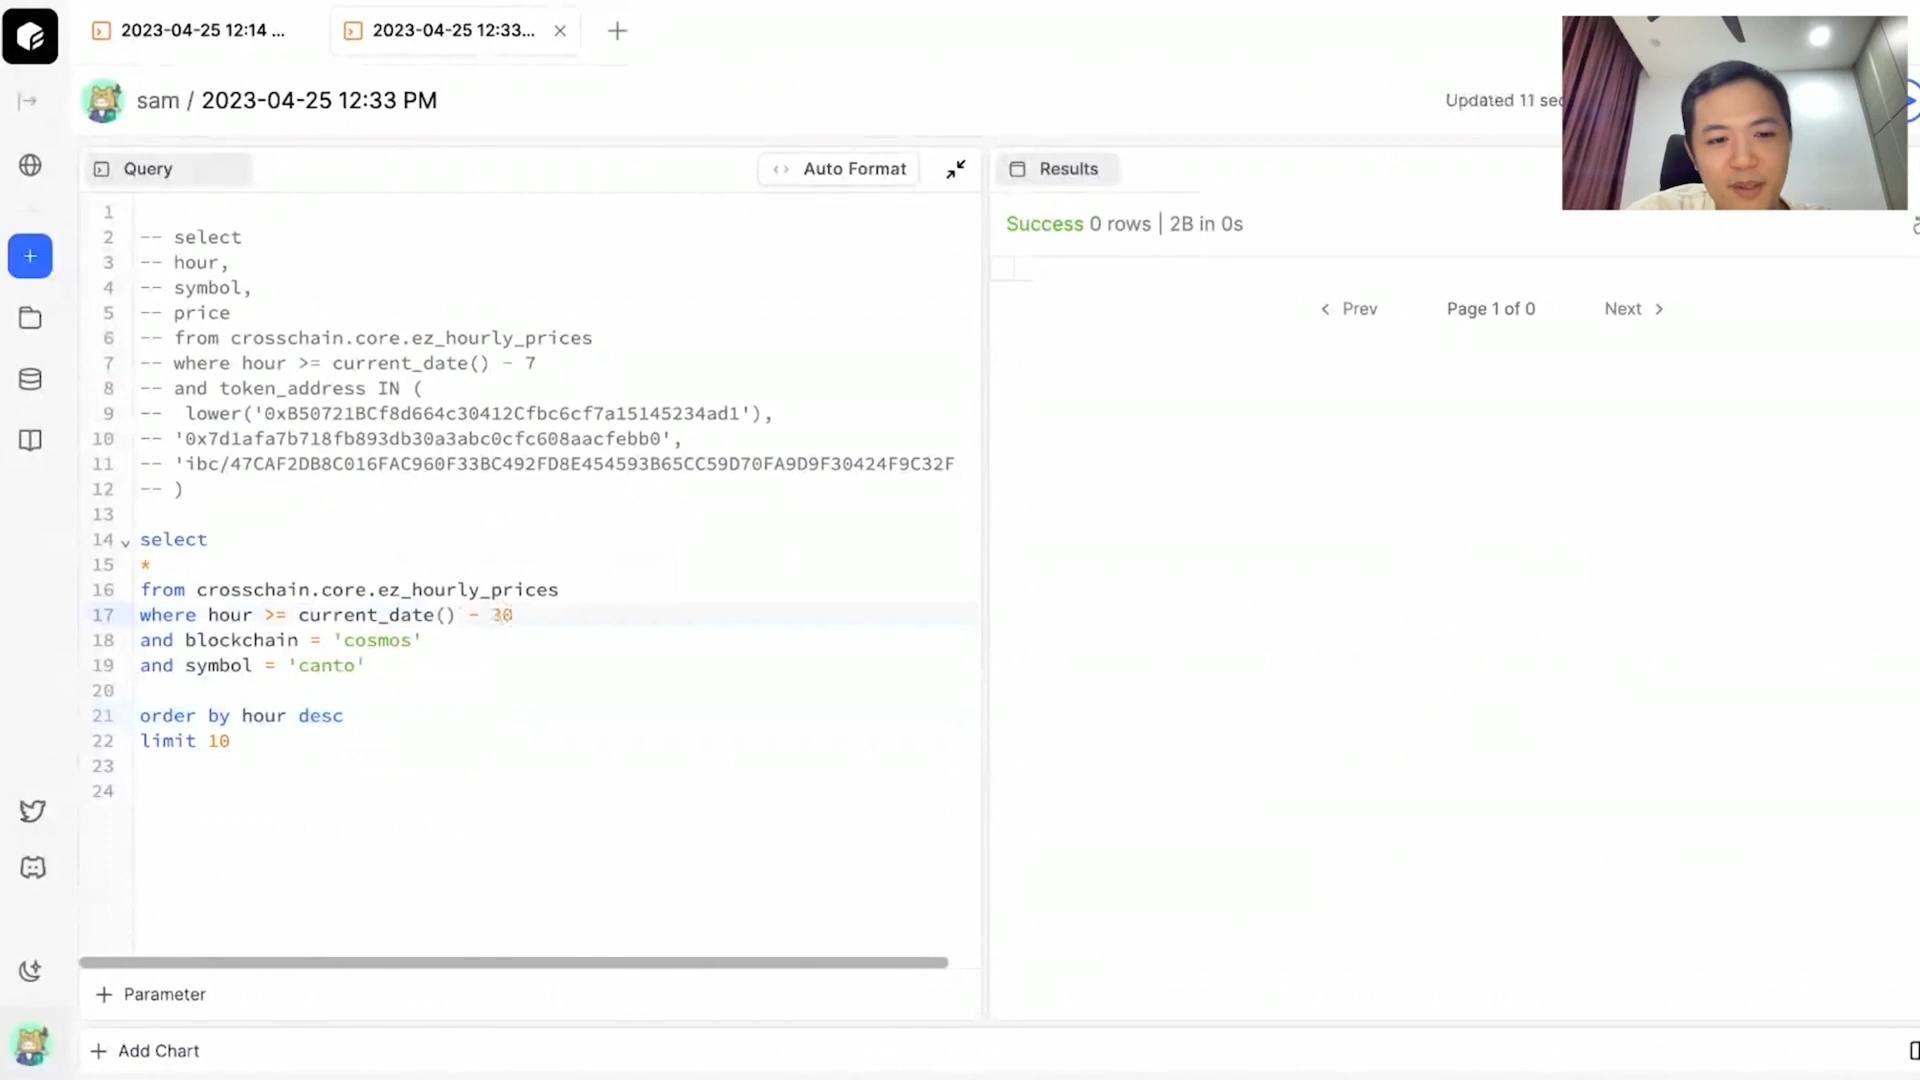 2023-04-25 12:14 ...
2023-04-25 12:33...
sam / 2023-04-25 12:33 PM
Updated 11 sec
Query
Auto Format
Results
Success 0 rows | 2B in 0s
Prev
Page 1 of 0
Next
1
2 -- select
3 -- hour,
4 -- symbol,
5 -- price
6 -- from crosschain.core.ez_hourly_prices
7 -- where hour >= current_date() - 7
8 -- and token_address IN (
9 -- lower('0xB50721BCf8d664c30412Cfbc6cf7a15145234ad1'),
10 -- '0x7d1afa7b718fb893db30a3abc0cfc608aacfebb0',
11 -- 'ibc/47CAF2DB8C016FAC960F33BC492FD8E454593B65CC59D70FA9D9F30424F9C32F
12 -- )
13
14 select
15 *
16 from crosschain.core.ez_hourly_prices
17 where hour >= current_date() - 30
18 and blockchain = 'cosmos'
19 and symbol = 'canto'
20
21 order by hour desc
22 limit 10
23
24
+ Parameter
+ Add Chart